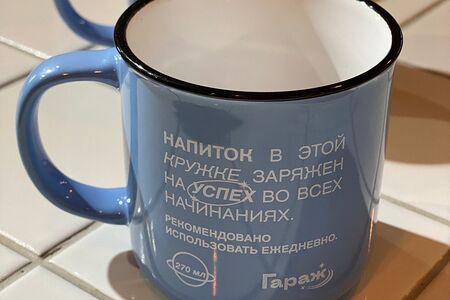 НАПИТОК В ЭТОЙ
КРУЖКЕ ЗАРЯЖЕН
НА УСПЕХ ВО ВСЕХ
НАЧИНАНИЯХ.
РЕКОМЕНДОВАНО
ИСПОЛЬЗОВАТЬ ЕЖЕДНЕВНО.
270 МЛ
Гараж